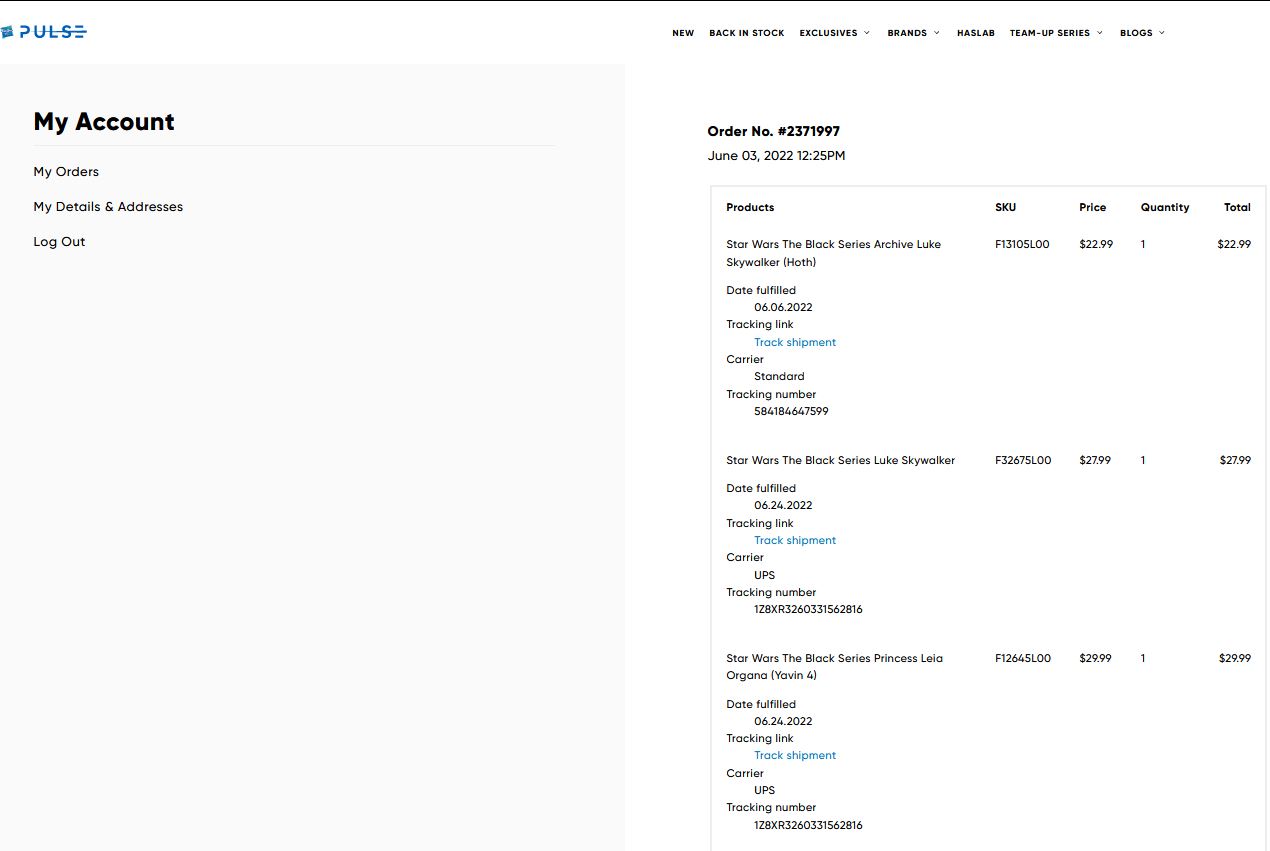 PULSE
NEW BACK IN STOCK EXCLUSIVES BRANDS HASLAB TEAM-UP SERIES BLOGS
My Account
My Orders
My Details & Addresses
Log Out
Order No. #2371997
June 03, 2022 12:25PM
Products SKU Price Quantity Total
Star Wars The Black Series Archive Luke F13105L00 $22.99 1 $22.99
Skywalker (Hoth)
Date fulfilled
06.06.2022
Tracking link
Track shipment
Carrier
Standard
Tracking number
584184647599
Star Wars The Black Series Luke Skywalker F32675L00 $27.99 1 $27.99
Date fulfilled
06.24.2022
Tracking link
Track shipment
Carrier
UPS
Tracking number
1Z8XR3260331562816
Star Wars The Black Series Princess Leia F12645L00 $29.99 1 $29.99
Organa (Yavin 4)
Date fulfilled
06.24.2022
Tracking link
Track shipment
Carrier
UPS
Tracking number
1Z8XR3260331562816